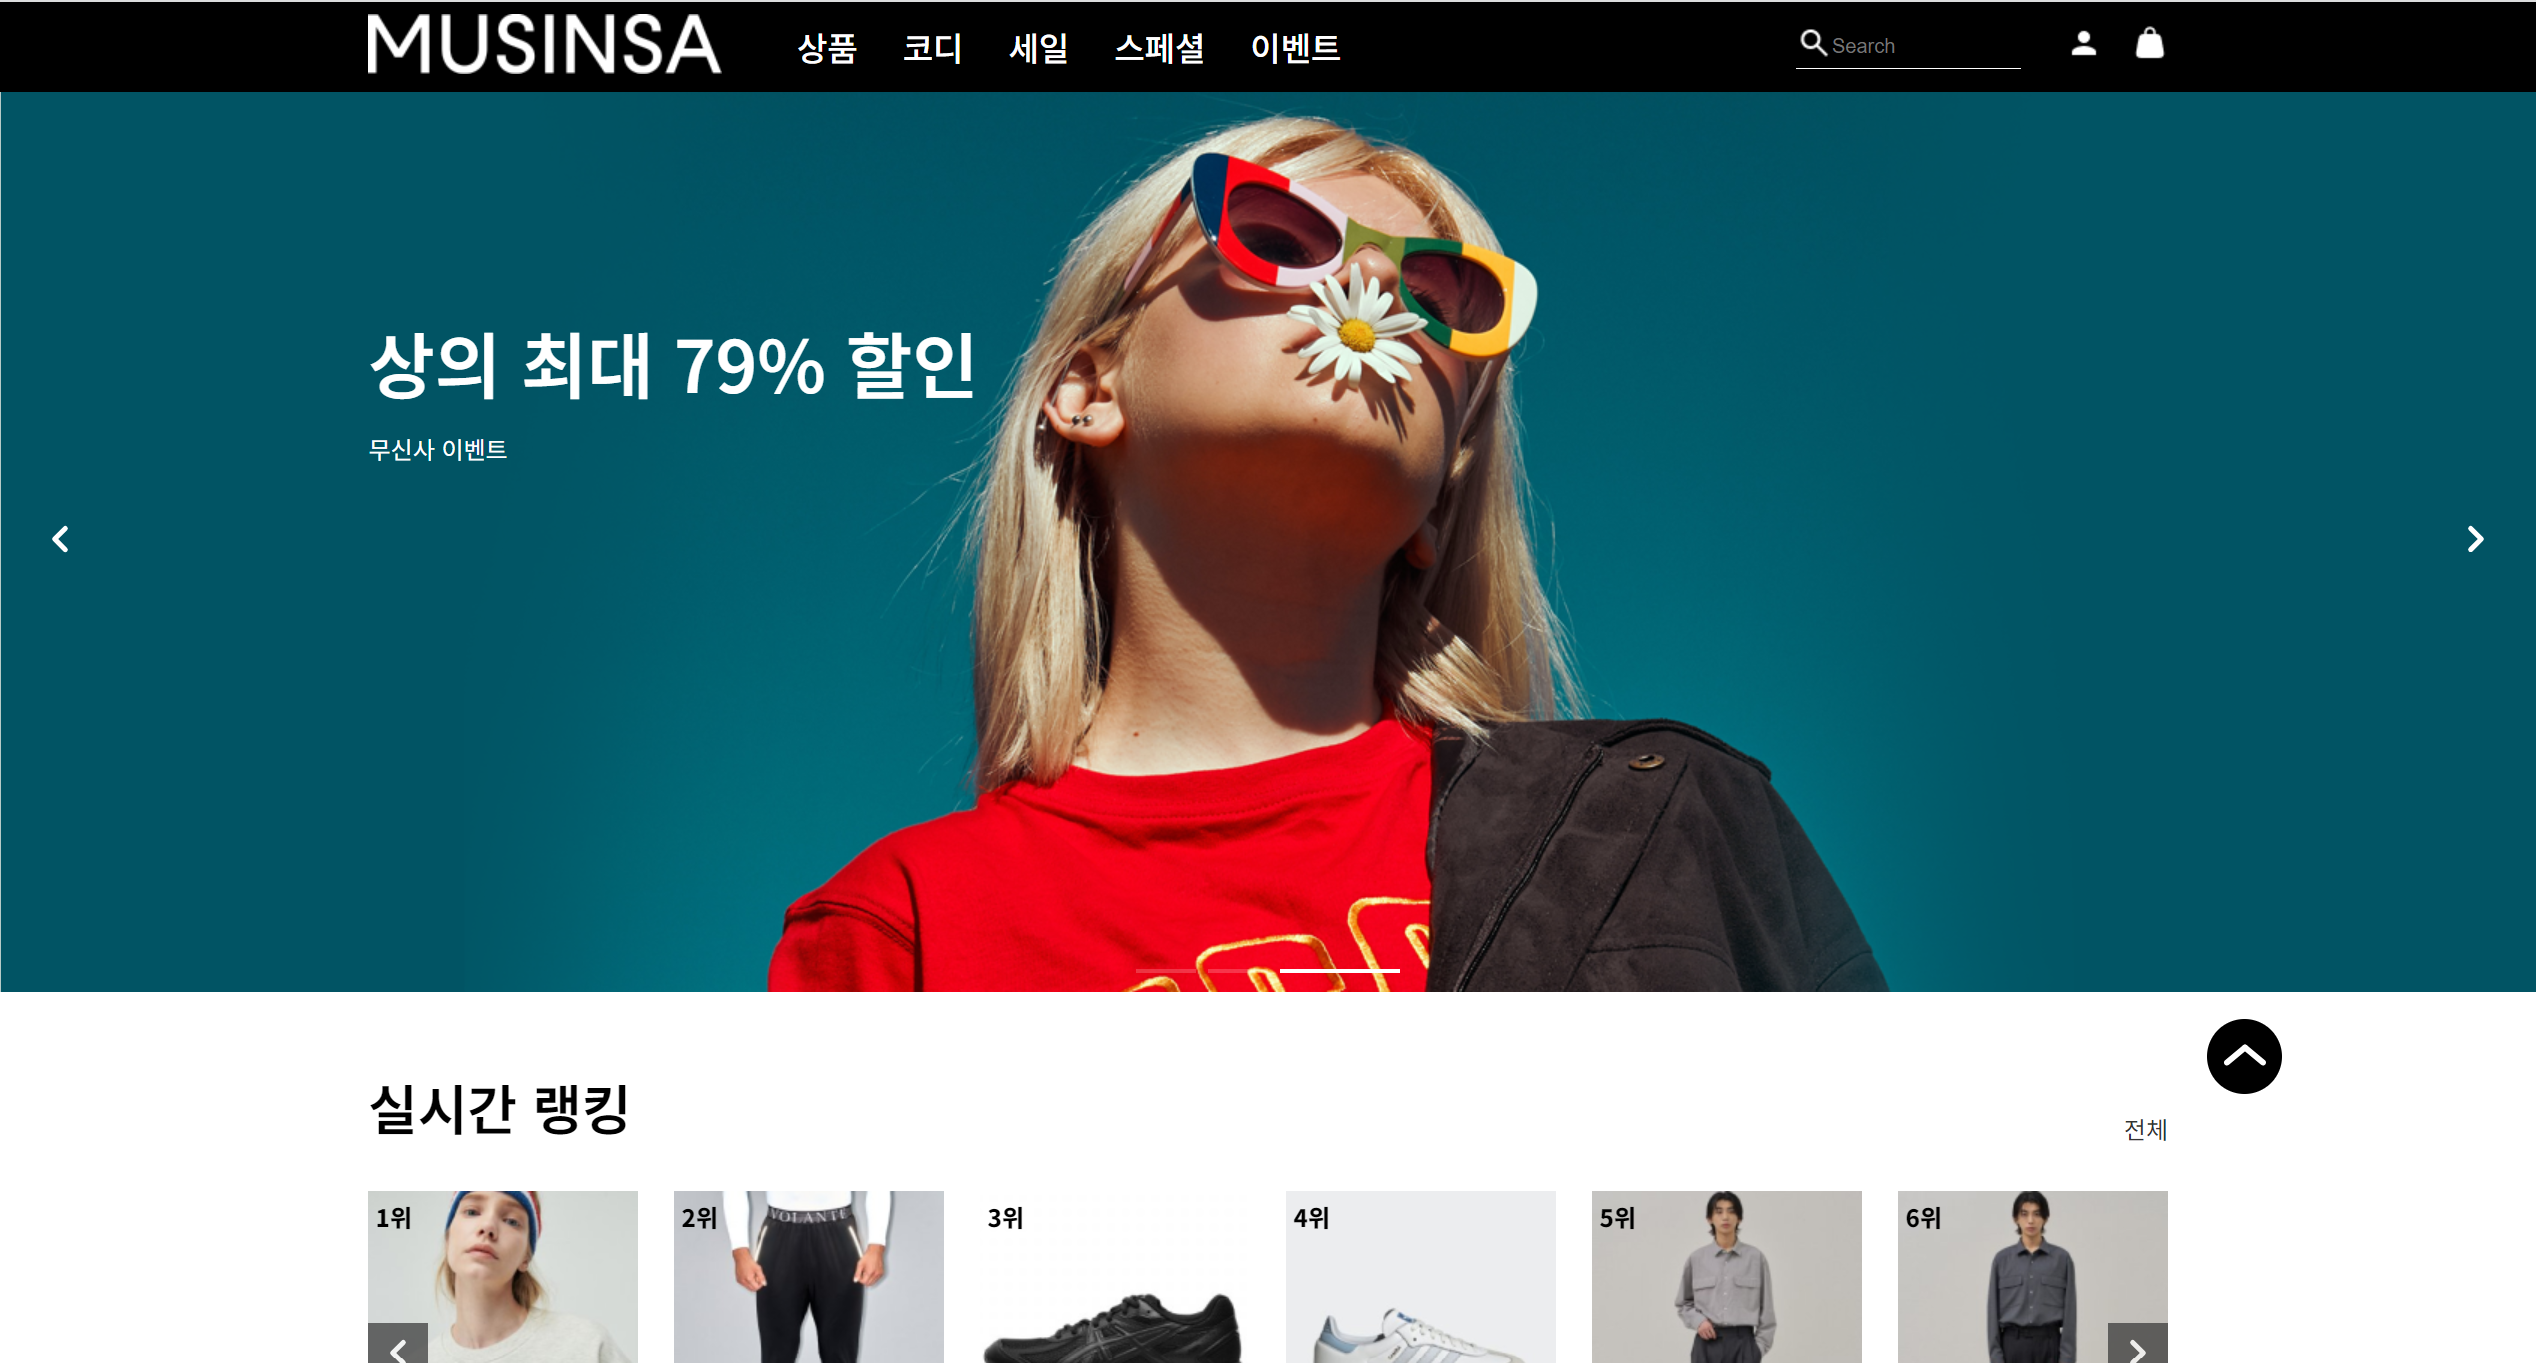 MUSINSA
상품 코디 세일 스페셜 이벤트
Search
상의 최대 79% 할인
무신사 이벤트
실시간 랭킹
전체
1위
2위
VOLANTE
3위
4위
5위
6위